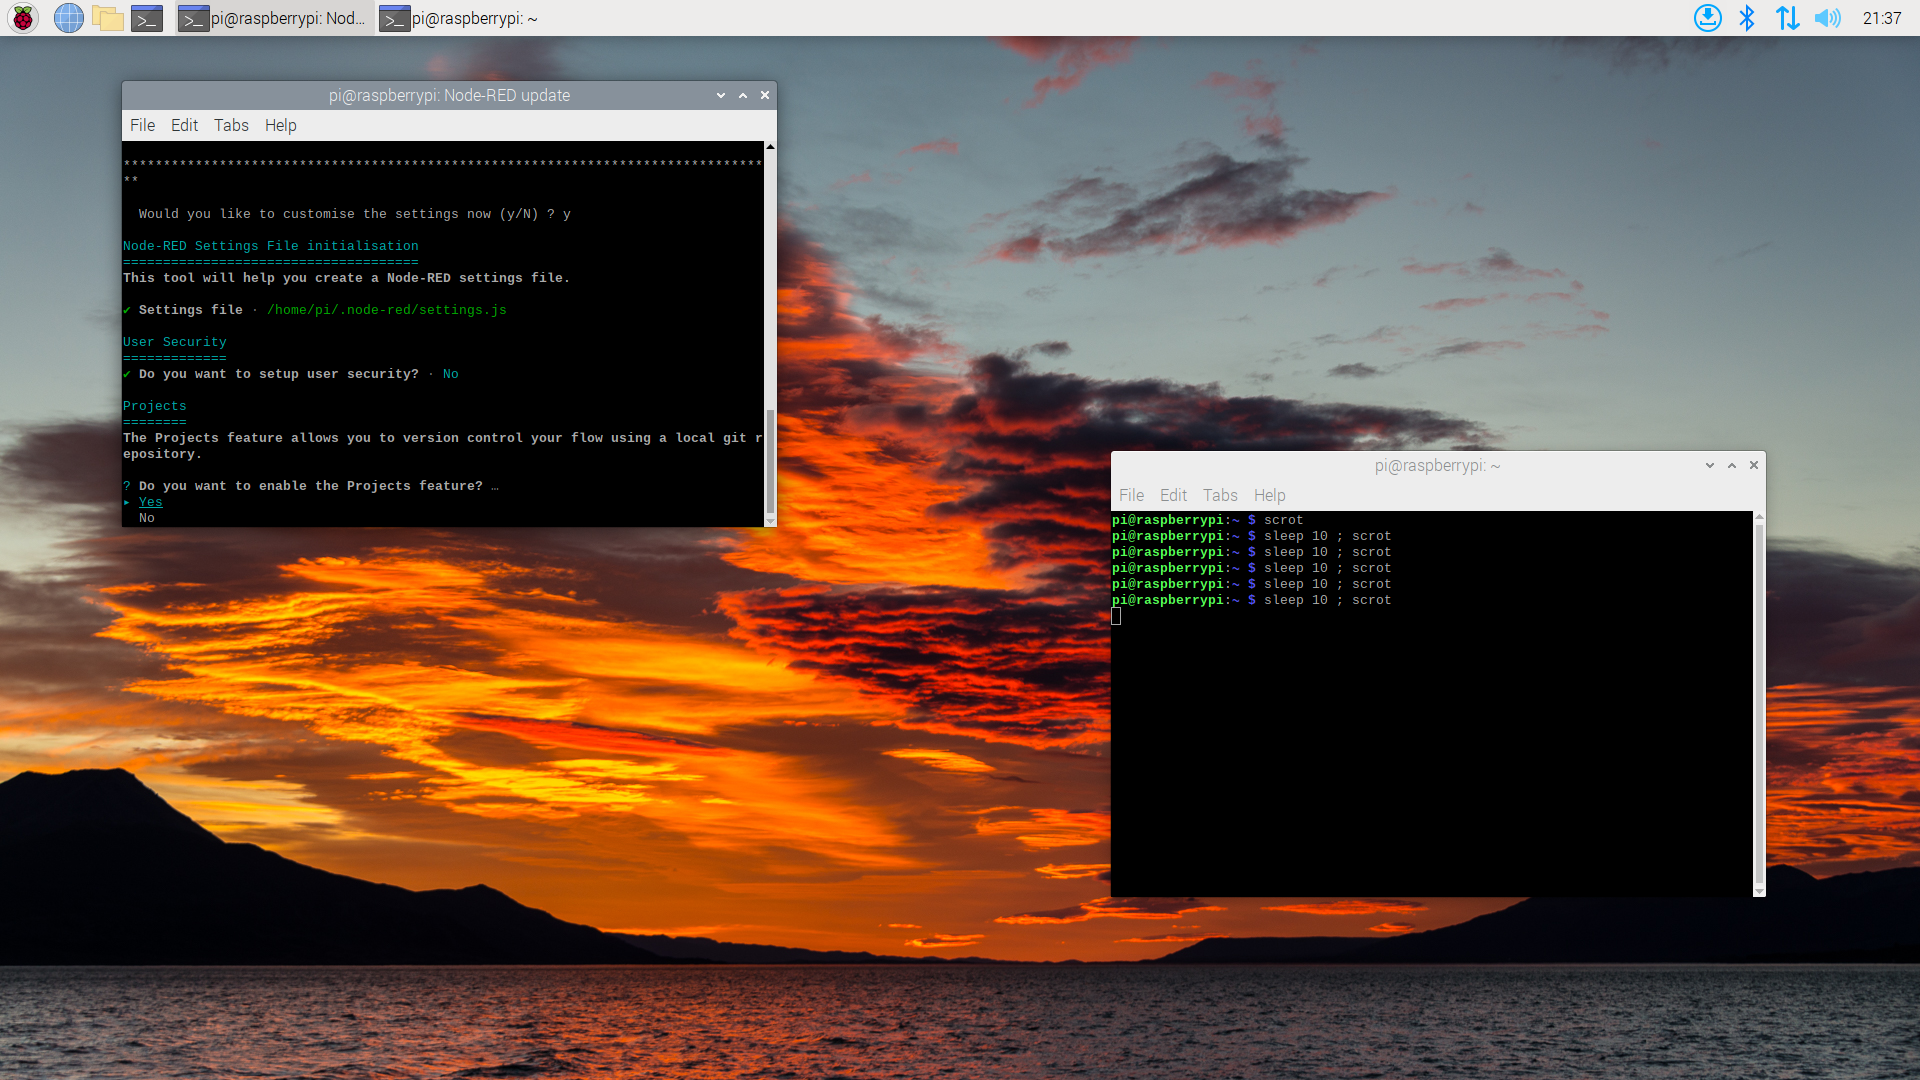 pi@raspberrypi: Nod...
pi@raspberrypi: ~
21:37
pi@raspberrypi: Node-RED update
File Edit Tabs Help
********************************************************************************
**
Would you like to customise the settings now (y/N) ? y
Node-RED Settings File initialisation
=====================================
This tool will help you create a Node-RED settings file.
✔ Settings file · /home/pi/.node-red/settings.js
User Security
=============
✔ Do you want to setup user security? · No
Projects
========
The Projects feature allows you to version control your flow using a local git r
epository.
? Do you want to enable the Projects feature? …
▸ Yes
No
pi@raspberrypi: ~
File Edit Tabs Help
pi@raspberrypi:~ $ scrot
pi@raspberrypi:~ $ sleep 10 ; scrot
pi@raspberrypi:~ $ sleep 10 ; scrot
pi@raspberrypi:~ $ sleep 10 ; scrot
pi@raspberrypi:~ $ sleep 10 ; scrot
pi@raspberrypi:~ $ sleep 10 ; scrot